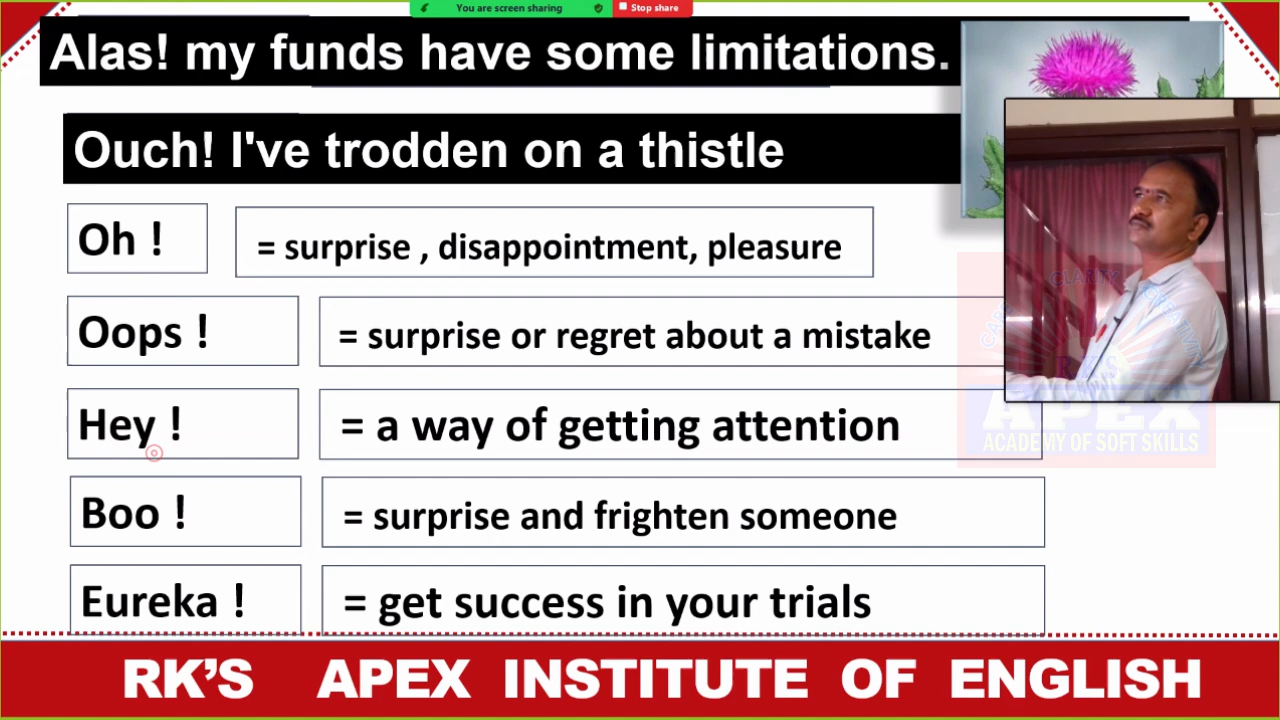 You are screen sharing
Stop share
Alas! my funds have some limitations.
Ouch! I've trodden on a thistle
Oh !
= surprise , disappointment, pleasure
Oops !
= surprise or regret about a mistake
Hey !
= a way of getting attention
Boo !
= surprise and frighten someone
Eureka !
= get success in your trials
CLARITY
APEX
ACADEMY OF SOFT SKILLS
RK'S APEX INSTITUTE OF ENGLISH